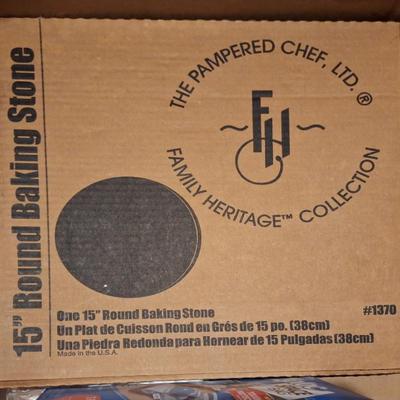 15" Round Baking Stone
THE PAMPERED CHEF, LTD.®
FH
FAMILY HERITAGE™ COLLECTION
#1370
One 15" Round Baking Stone
Un Plat de Cuisson Rond en Grés de 15 po. (38cm)
Una Piedra Redonda para Hornear de 15 Pulgadas (38cm)
Made in the U.S.A.